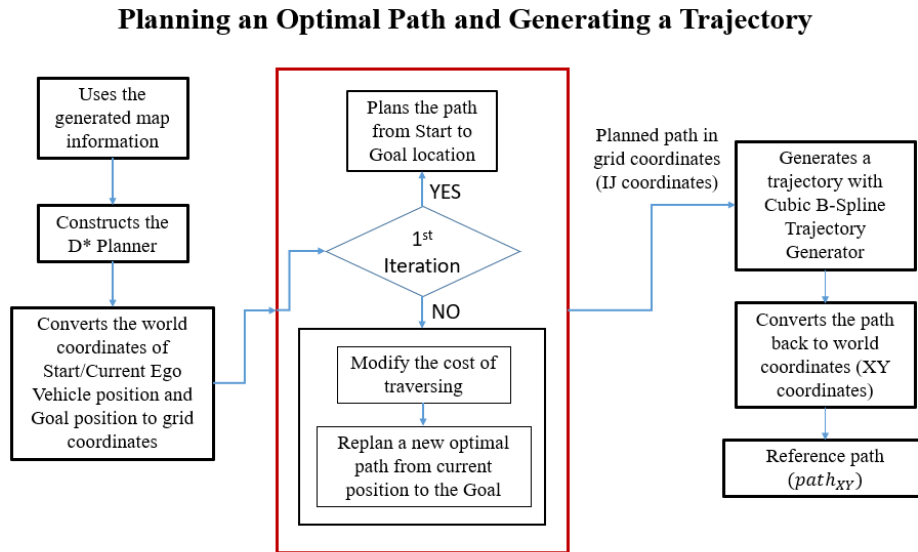 Planning an Optimal Path and Generating a Trajectory
Uses the
generated map
information
Constructs the
D* Planner
Converts the world
coordinates of
Start/Current Ego
Vehicle position and
Goal position to grid
coordinates
Plans the path
from Start to
Goal location
YES
1st
Iteration
NO
Modify the cost of
traversing
Replan a new optimal
path from current
position to the Goal
Planned path in
grid coordinates
(IJ coordinates)
Generates a
trajectory with
Cubic B-Spline
Trajectory
Generator
Converts the path
back to world
coordinates (XY
coordinates)
Reference path
(path_XY)